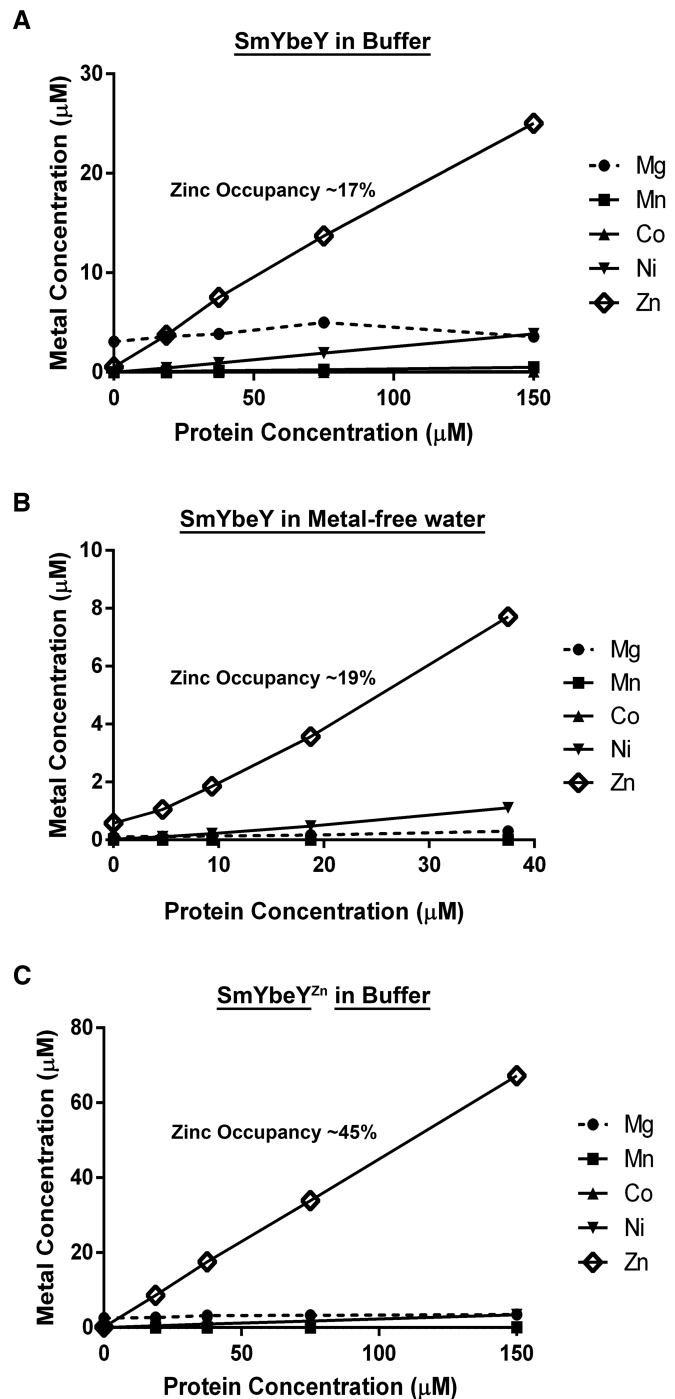 A
SmYbeY in Buffer
Metal Concentration (μM)
30
20
10
0
Zinc Occupancy ~17%
0 50 100 150
Protein Concentration (μM)
Mg
Mn
Co
Ni
Zn
B
SmYbeY in Metal-free water
Metal Concentration (μM)
10
8
6
4
2
0
Zinc Occupancy ~19%
0 10 20 30 40
Protein Concentration (μM)
Mg
Mn
Co
Ni
Zn
C
SmYbeY^Zn in Buffer
Metal Concentration (μM)
80
60
40
20
0
Zinc Occupancy ~45%
0 50 100 150
Protein Concentration (μM)
Mg
Mn
Co
Ni
Zn